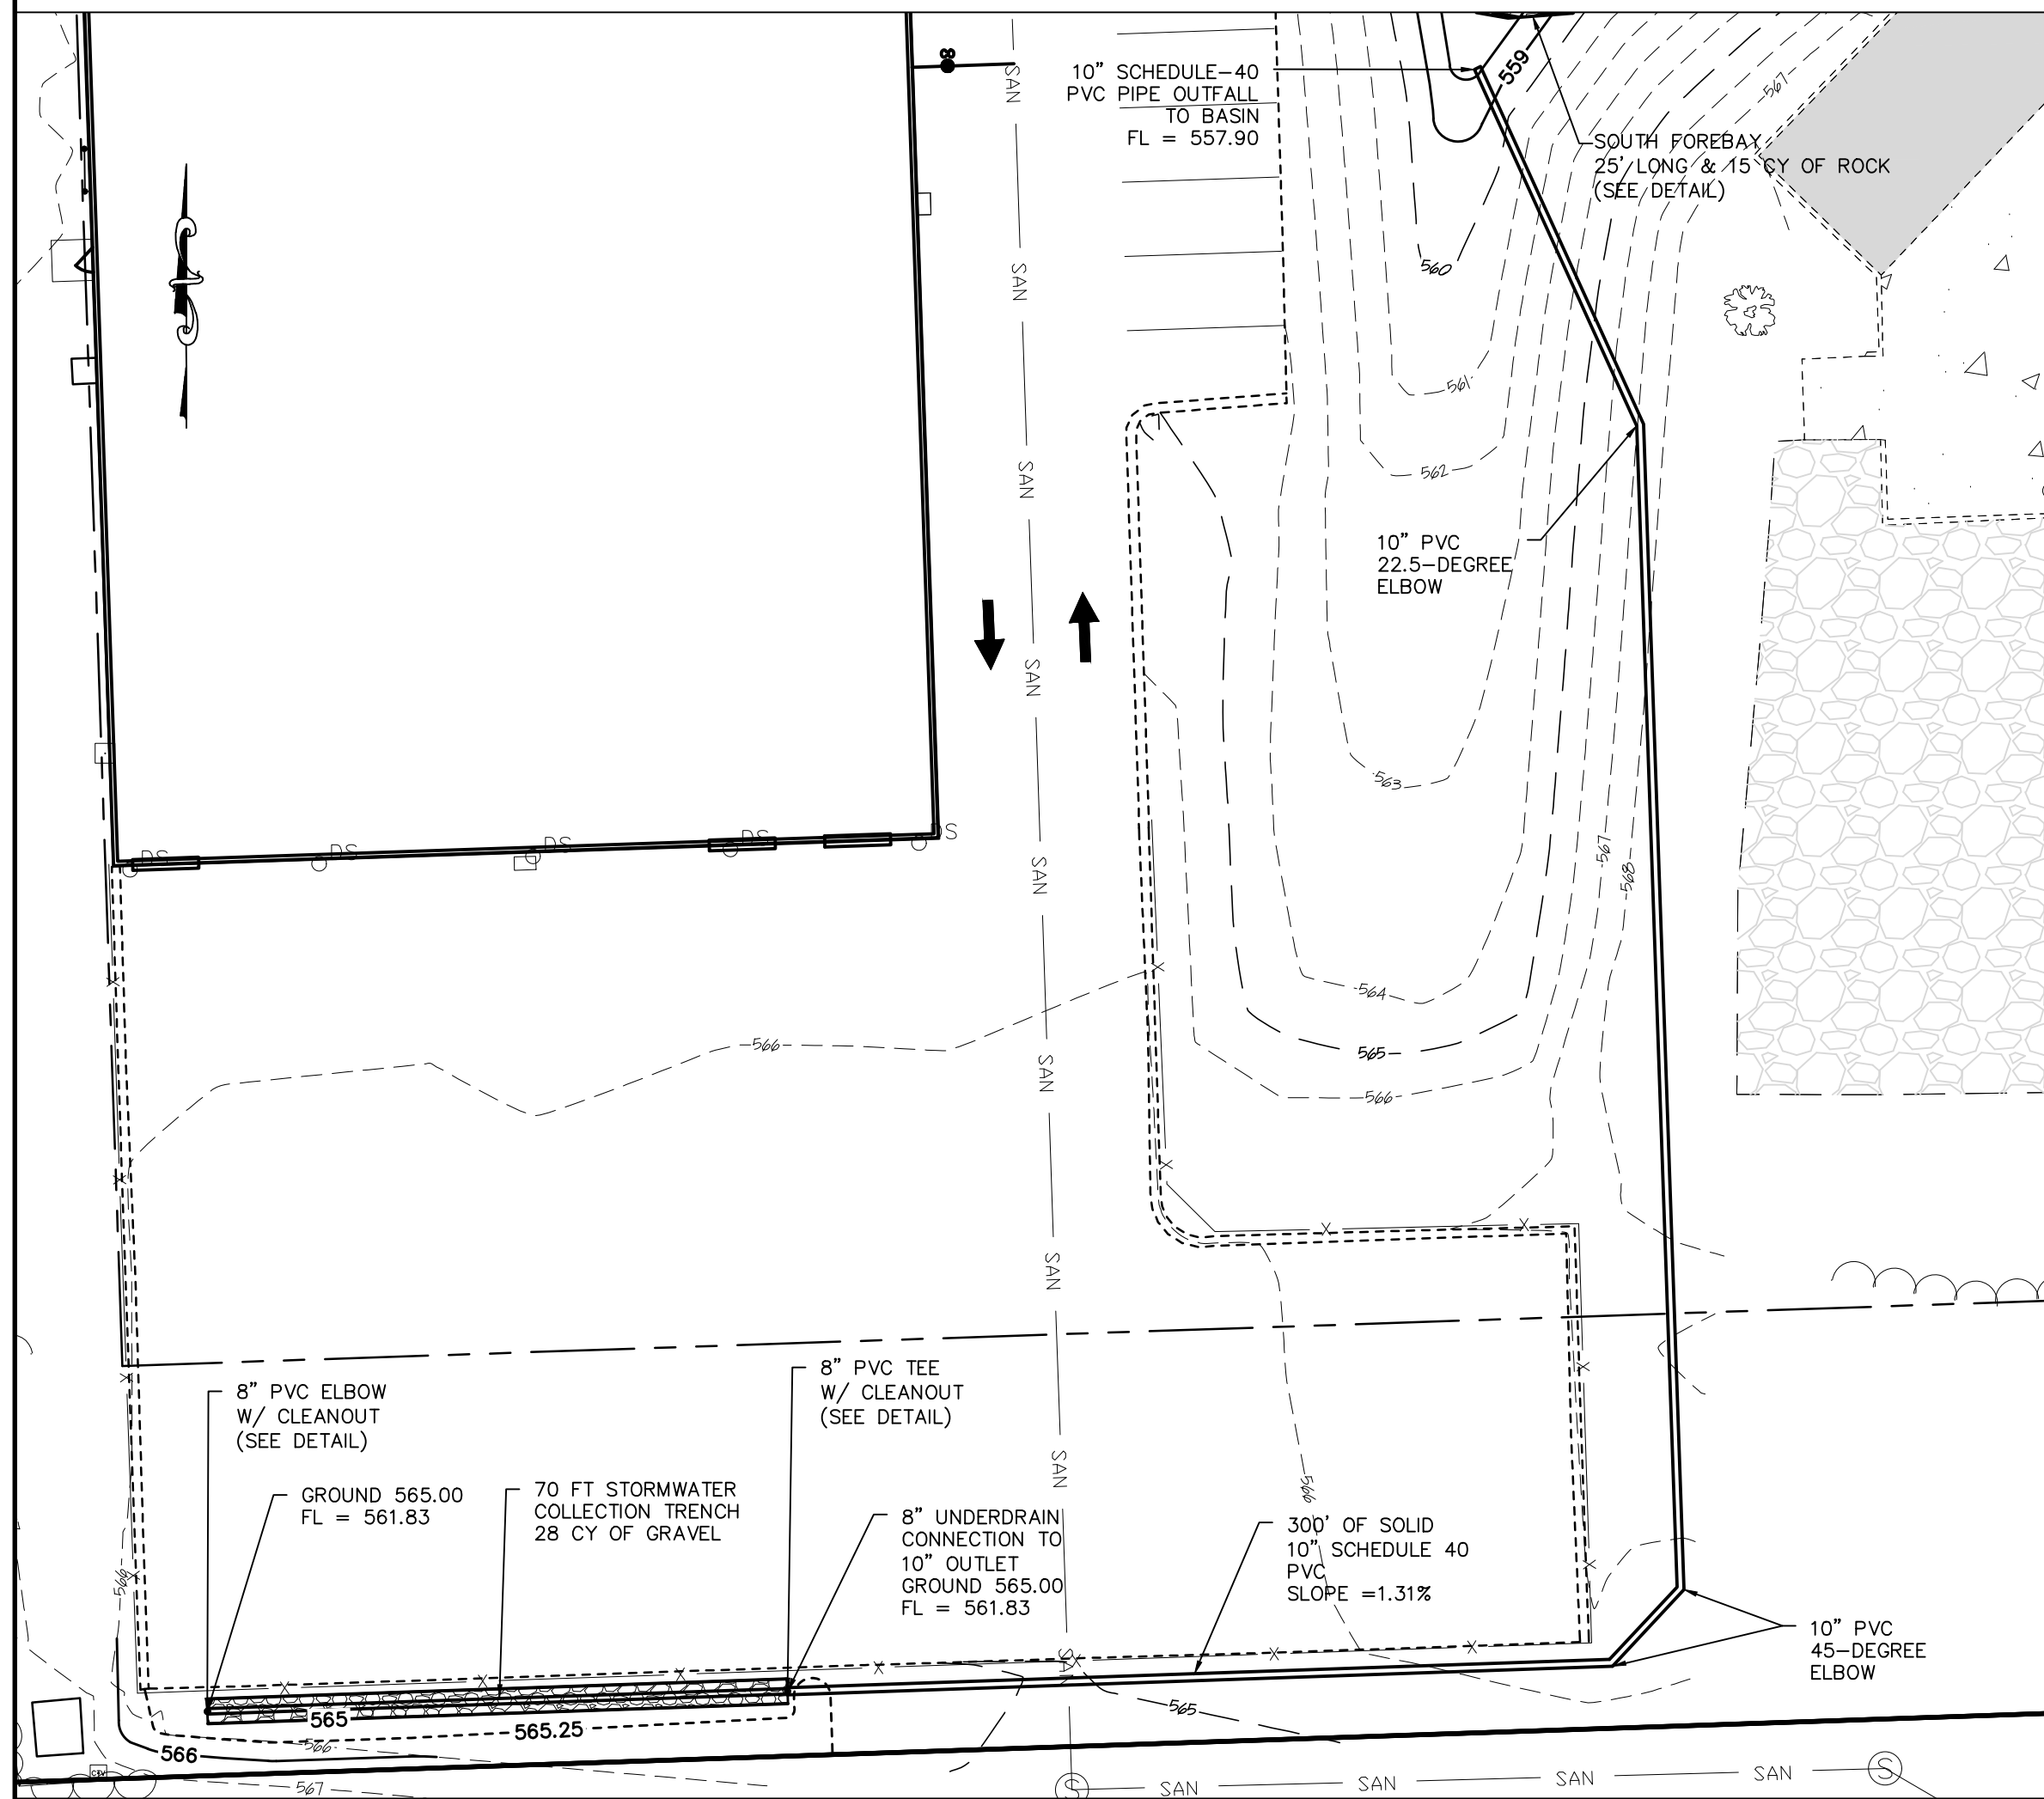 8
SAN
10" SCHEDULE-40
PVC PIPE OUTFALL
TO BASIN
FL = 557.90
559
567
SOUTH FOREBAY
25' LONG & 15 CY OF ROCK
(SEE DETAIL)
560
SAN
561
562
SAN
10" PVC
22.5-DEGREE
ELBOW
SAN
563
DS
DS
DS
DS
DS
SAN
567
568
564
566
565
SAN
566
SAN
8" PVC ELBOW
W/ CLEANOUT
(SEE DETAIL)
8" PVC TEE
W/ CLEANOUT
(SEE DETAIL)
SAN
566
GROUND 565.00
FL = 561.83
70 FT STORMWATER
COLLECTION TRENCH
28 CY OF GRAVEL
8" UNDERDRAIN
CONNECTION TO
10" OUTLET
GROUND 565.00
FL = 561.83
300' OF SOLID
10" SCHEDULE 40
PVC
SLOPE =1.31%
566
10" PVC
45-DEGREE
ELBOW
SAN
X X X X X X X
565
565
565.25
566
566
567
S
SAN SAN SAN SAN
S